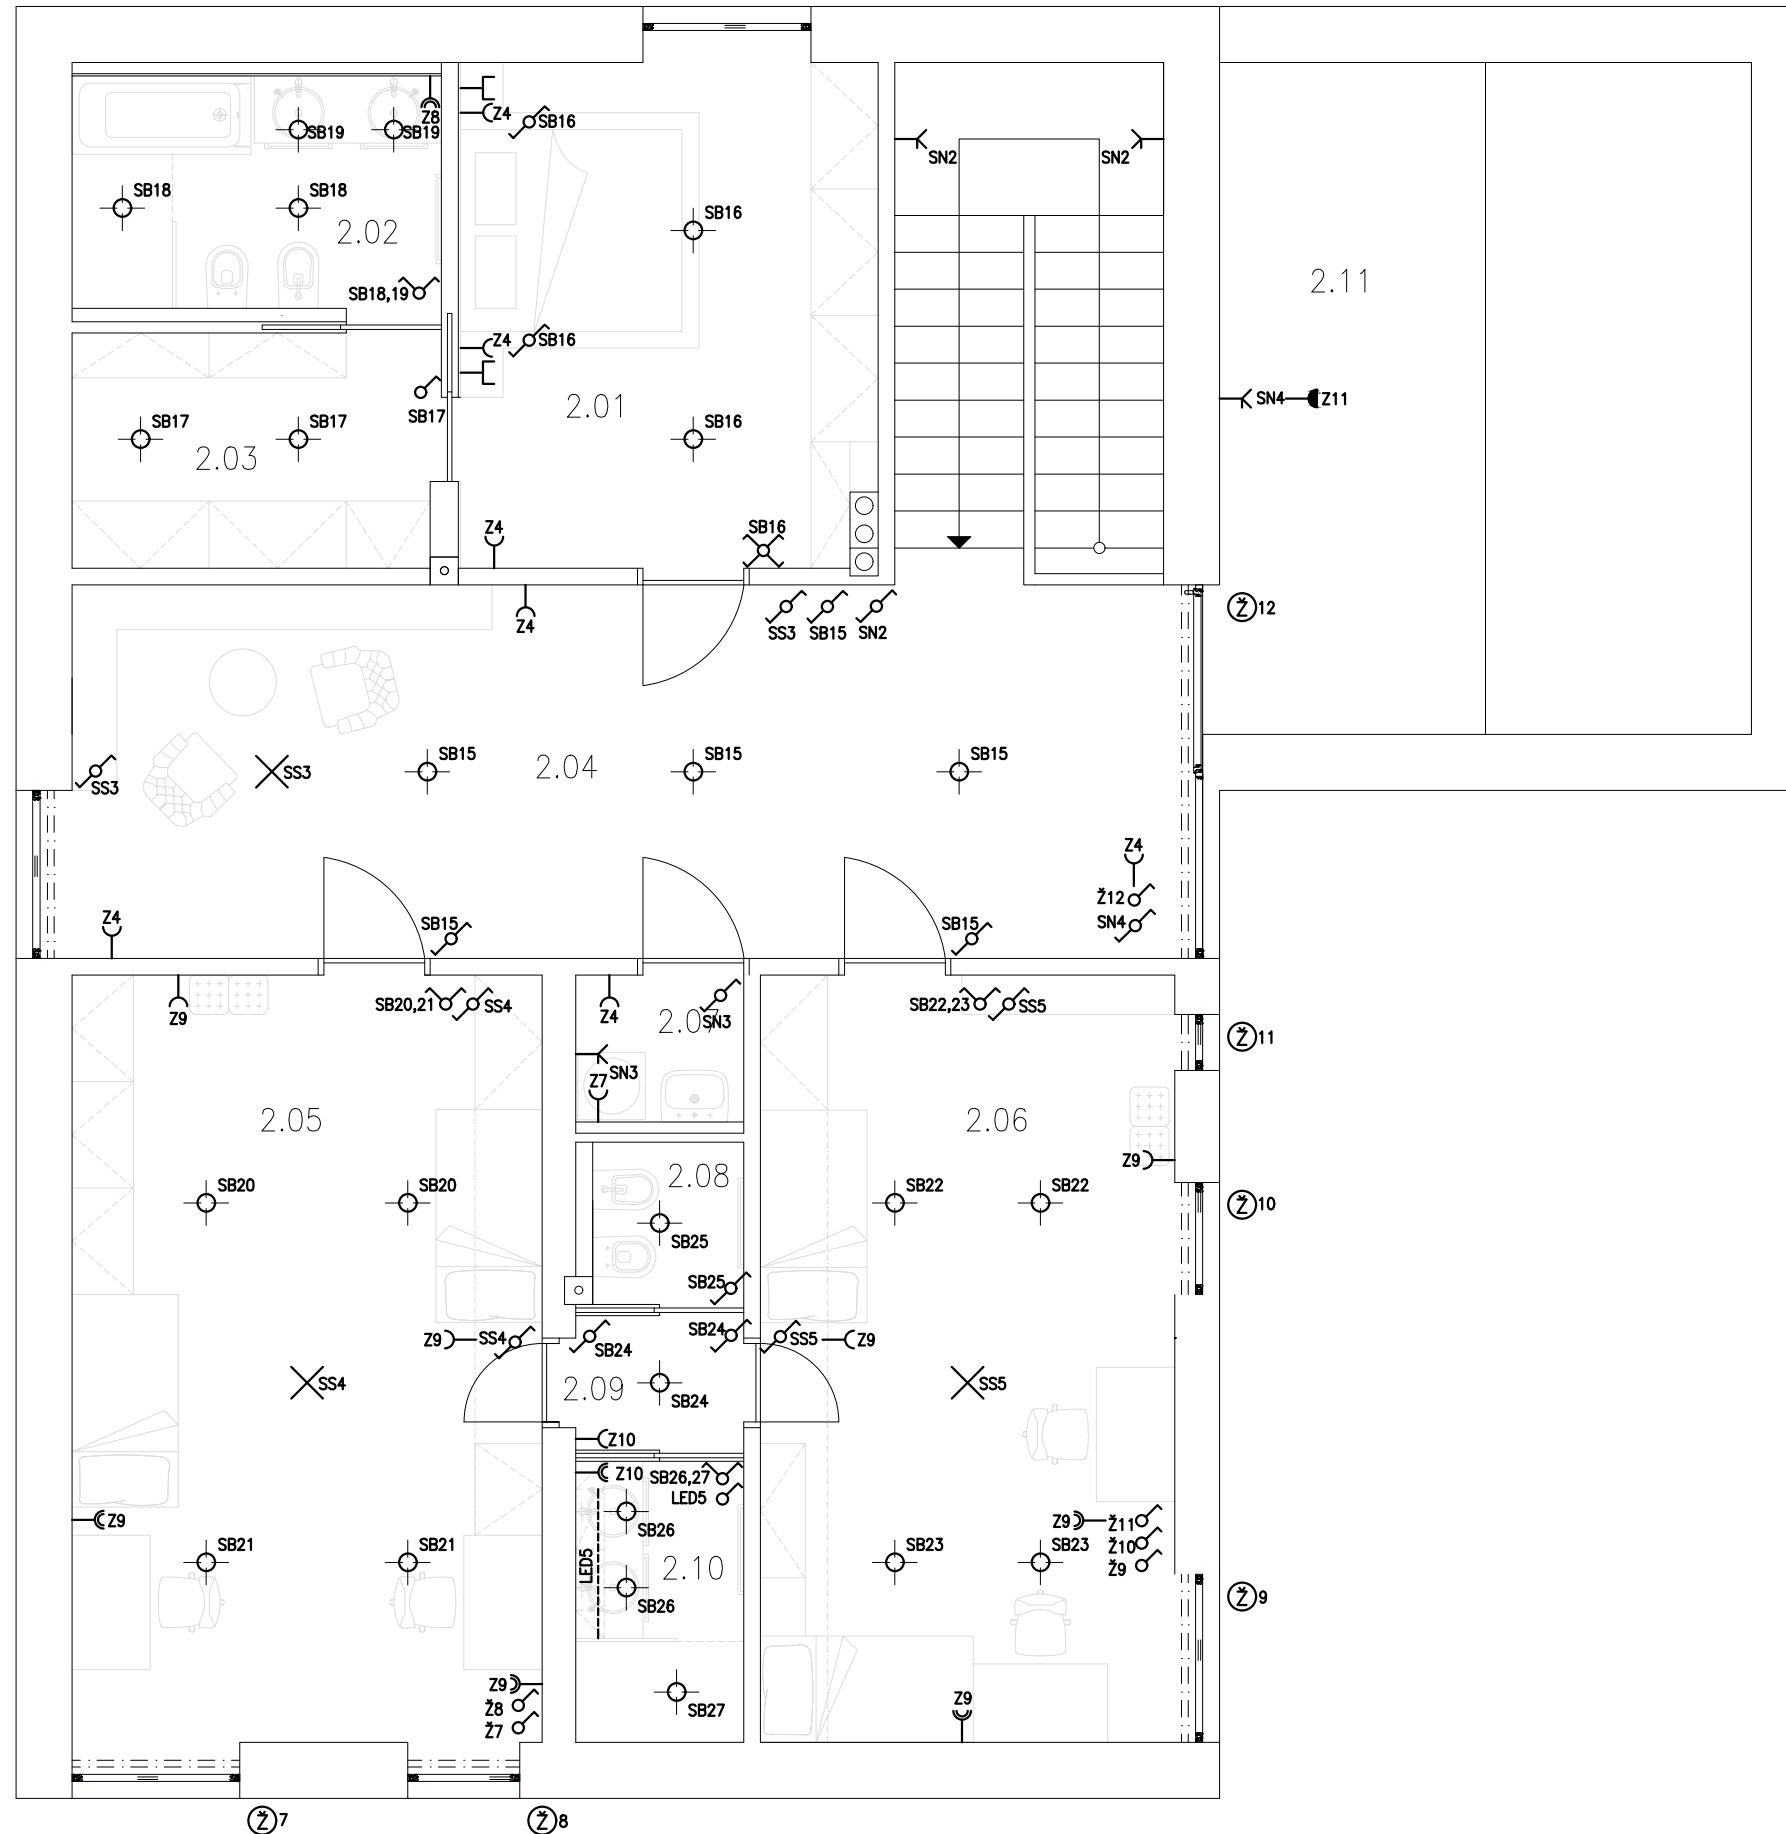 Z8
Z4
SB16
SB19
SB19
SN2
SN2
SB18
SB18
SB16
2.02
2.11
SB18,19
Z4
SB16
SB17
2.01
SN4
Z11
SB17
SB17
SB16
2.03
Z4
SB16
Ž12
Z4
SS3
SB15
SN2
SS3
SS3
SB15
2.04
SB15
SB15
Z4
Ž12
SN4
Z4
SB15
SB15
SB20,21
SS4
Z9
Z4
2.07
SN3
SB22,23
SS5
Ž11
SN3
Z7
2.05
2.06
2.08
Z9
SB20
SB20
SB22
SB22
Ž10
SB25
SB25
Z9
SS4
SB24
SB24
SS5
Z9
SS4
2.09
SB24
SS5
Z10
Z10
SB26,27
LED5
Z9
SB26
Z9
Ž11
Ž10
Ž9
SB21
SB21
LED5
2.10
SB23
SB23
SB26
Ž9
Z9
Ž8
Ž7
SB27
Z9
Ž7
Ž8